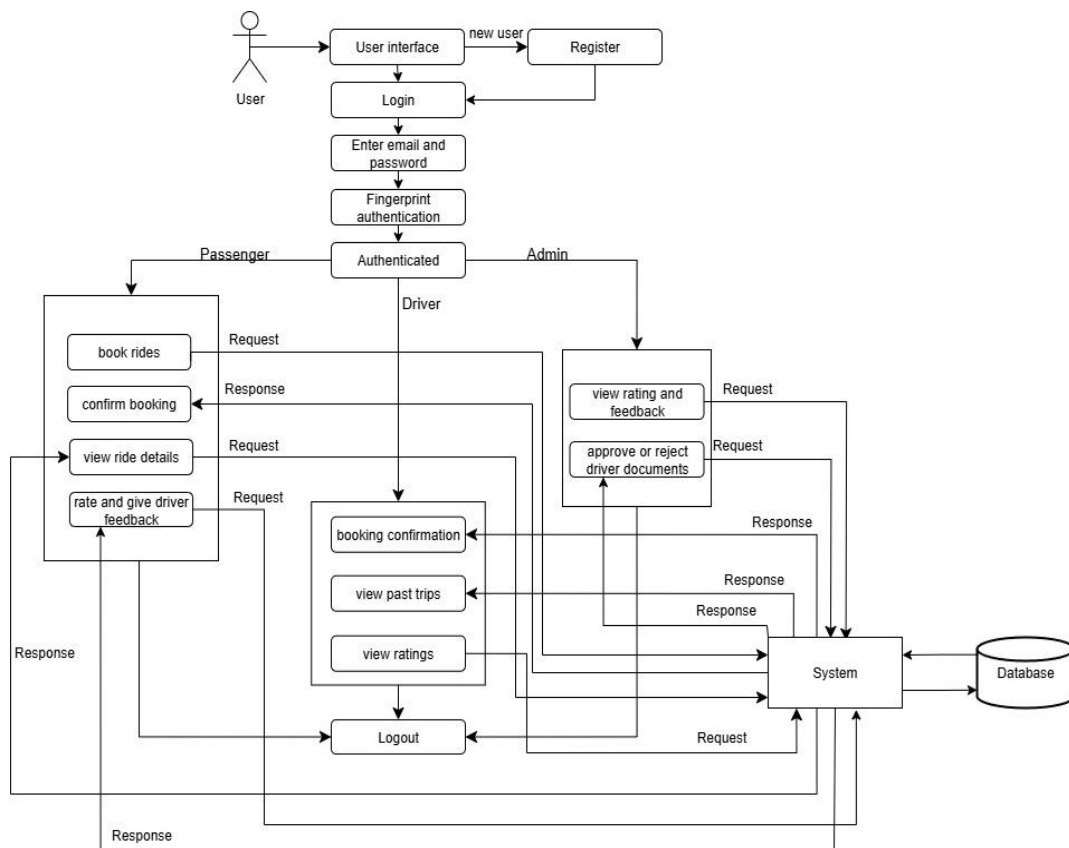 User interface
new user
Register
User
Login
Enter email and
password
Fingerprint
authentication
Passenger
Authenticated
Admin
Driver
book rides
Request
confirm booking
Response
view rating and
feedback
Request
view ride details
Request
approve or reject
driver documents
Request
rate and give driver
feedback
Request
booking confirmation
Response
view past trips
Response
Response
Response
view ratings
System
Database
Logout
Request
Response